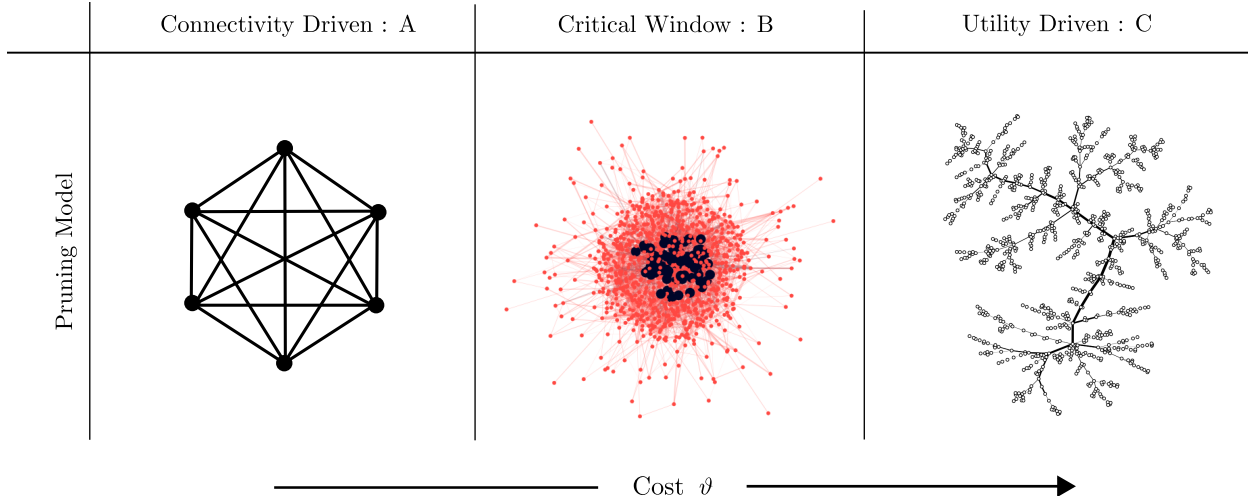 Connectivity Driven : A
Critical Window : B
Utility Driven : C
Pruning Model
Cost ϑ